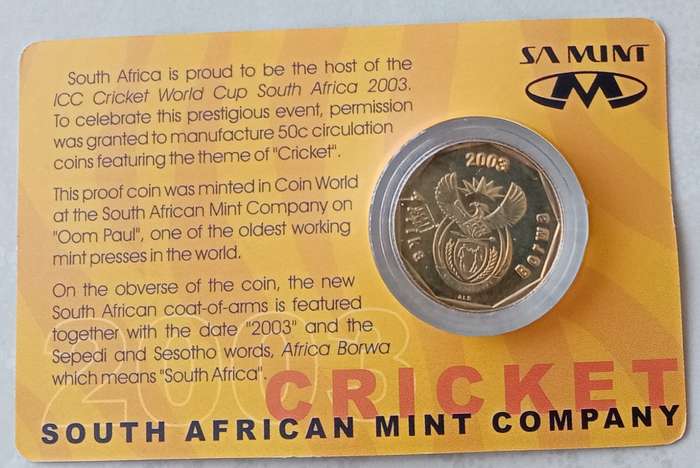 South Africa is proud to be the host of the
ICC Cricket World Cup South Africa 2003.
To celebrate this prestigious event, permission
was granted to manufacture 50c circulation
coins featuring the theme of "Cricket".
This proof coin was minted in Coin World
at the South African Mint Company on
"Oom Paul", one of the oldest working
mint presses in the world.
On the obverse of the coin, the new
South African coat-of-arms is featured
together with the date "2003" and the
Sepedi and Sesotho words, Africa Borwa
which means "South Africa".
2003
CRICKET
SOUTH AFRICAN MINT COMPANY
SA MINT
2003
Afrika
Borwa
ALS